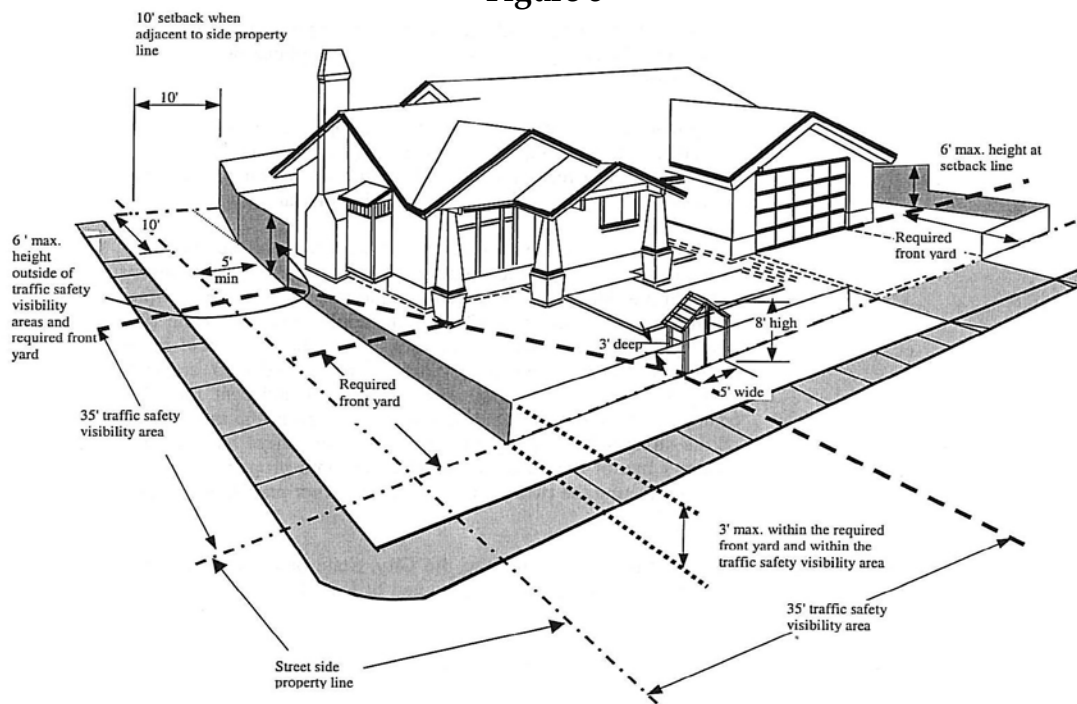 10' setback when
adjacent to side property
line
10'
6' max. height at
setback line
10'
6 ' max.
height
outside of
traffic safety
visibility
areas and
required front
yard
5'
min
Required
front yard
8' high
3' deep
5' wide
Required
front yard
35' traffic safety
visibility area
3' max. within the required
front yard and within the
traffic safety visibility area
35' traffic safety
visibility area
Street side
property line